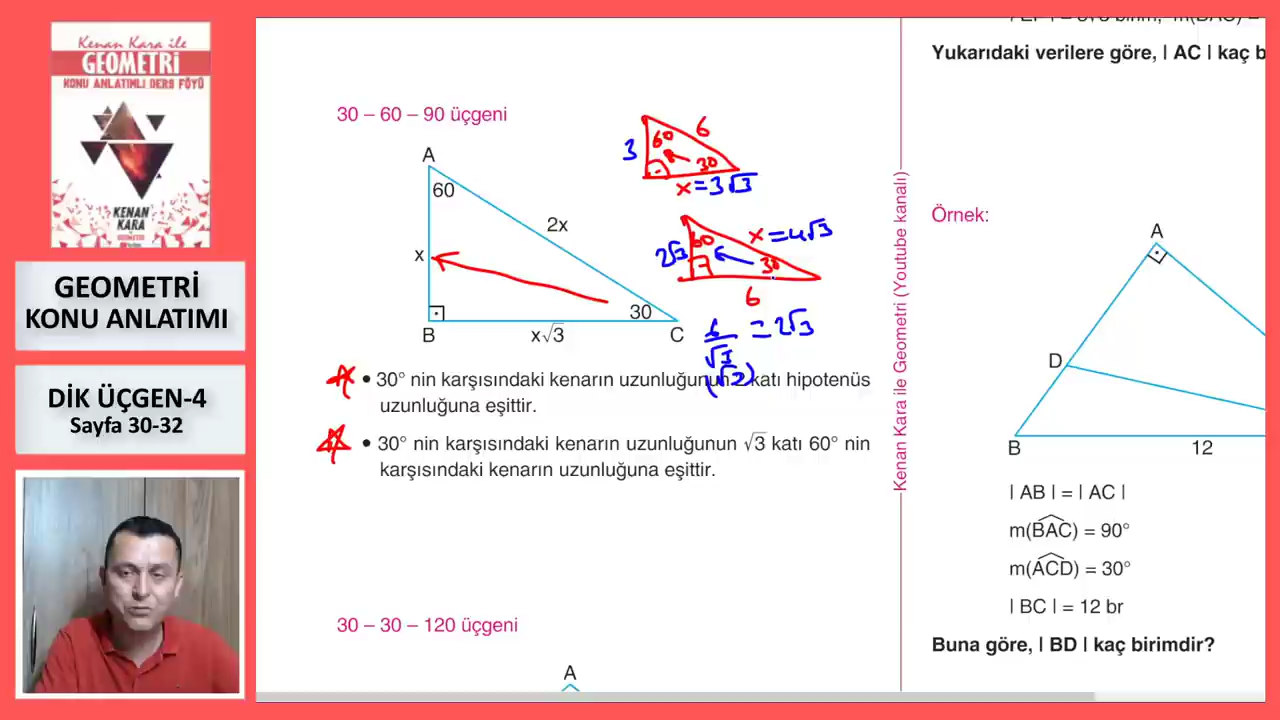 Kenan Kara ile
GEOMETRİ
KONU ANLATIMLI DERS FÖYÜ
KENAN
KARA
GEOMETRİ
KONU ANLATIMI
DİK ÜÇGEN-4
Sayfa 30-32
30 – 60 – 90 üçgeni
A
60
2x
x
30
B
x√3
C
6
60
3
30
x = 3√3
x = 4√3
60
2√3
30
6
6/√3 = 2√3
(√3)
• 30° nin karşısındaki kenarın uzunluğunun katı hipotenüs
uzunluğuna eşittir.
• 30° nin karşısındaki kenarın uzunluğunun √3 katı 60° nin
karşısındaki kenarın uzunluğuna eşittir.
30 – 30 – 120 üçgeni
A
Kenan Kara ile Geometri (Youtube kanalı)
Yukarıdaki verilere göre, | AC | kaç b
Örnek:
A
D
B
12
| AB | = | AC |
m(BAC) = 90°
m(ACD) = 30°
| BC | = 12 br
Buna göre, | BD | kaç birimdir?